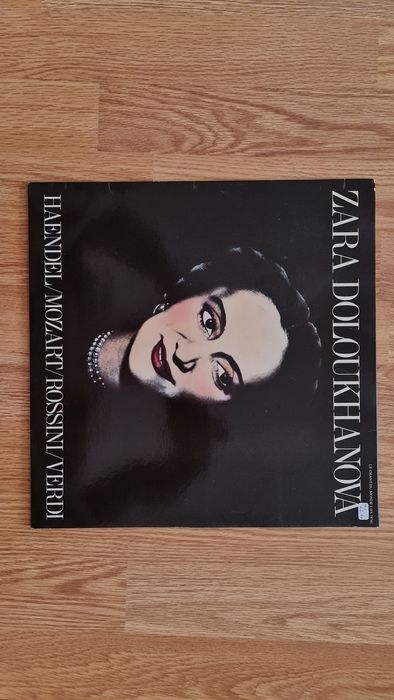 ZARA DOLOUKHANOVA
LE CHANT DU MONDE
HAENDEL/MOZART/ROSSINI/VERDI